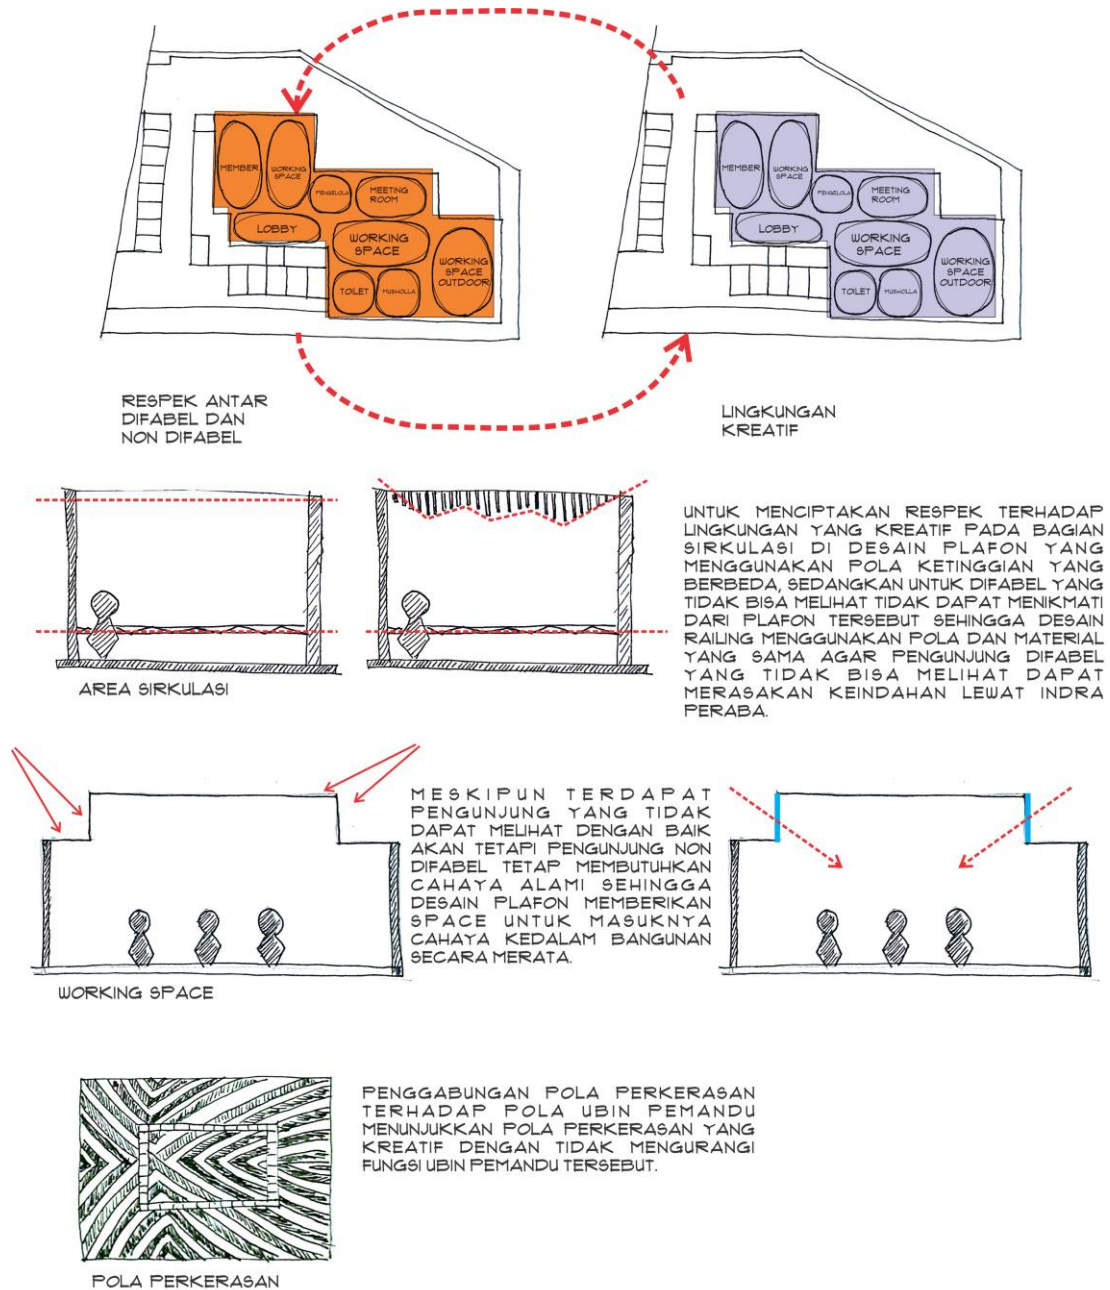 MEMBER
WORKING
SPACE
PENGELOLA
MEETING
ROOM
LOBBY
WORKING
SPACE
WORKING
SPACE
OUTDOOR
TOILET
MUSHOLLA
MEMBER
WORKING
SPACE
PENGELOLA
MEETING
ROOM
LOBBY
WORKING
SPACE
WORKING
SPACE
OUTDOOR
TOILET
MUSHOLLA
RESPEK ANTAR
DIFABEL DAN
NON DIFABEL
LINGKUNGAN
KREATIF
UNTUK MENCIPTAKAN RESPEK TERHADAP
LINGKUNGAN YANG KREATIF PADA BAGIAN
SIRKULASI DI DESAIN PLAFON YANG
MENGGUNAKAN POLA KETINGGIAN YANG
BERBEDA, SEDANGKAN UNTUK DIFABEL YANG
TIDAK BISA MELIHAT TIDAK DAPAT MENIKMATI
DARI PLAFON TERSEBUT SEHINGGA DESAIN
RAILING MENGGUNAKAN POLA DAN MATERIAL
YANG SAMA AGAR PENGUNJUNG DIFABEL
YANG TIDAK BISA MELIHAT DAPAT
MERASAKAN KEINDAHAN LEWAT INDRA
PERABA.
AREA SIRKULASI
MESKIPUN TERDAPAT
PENGUNJUNG YANG TIDAK
DAPAT MELIHAT DENGAN BAIK
AKAN TETAPI PENGUNJUNG NON
DIFABEL TETAP MEMBUTUHKAN
CAHAYA ALAMI SEHINGGA
DESAIN PLAFON MEMBERIKAN
SPACE UNTUK MASUKNYA
CAHAYA KEDALAM BANGUNAN
SECARA MERATA.
WORKING SPACE
PENGGABUNGAN POLA PERKERASAN
TERHADAP POLA UBIN PEMANDU
MENUNJUKKAN POLA PERKERASAN YANG
KREATIF DENGAN TIDAK MENGURANGI
FUNGSI UBIN PEMANDU TERSEBUT.
POLA PERKERASAN